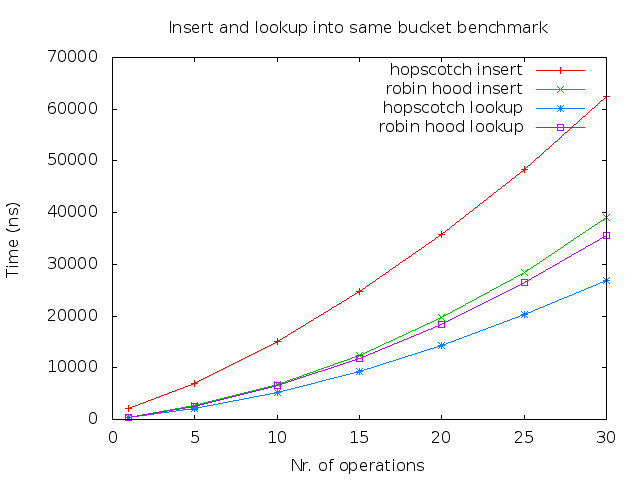 Insert and lookup into same bucket benchmark
70000
60000
50000
40000
30000
20000
10000
0
Time (ns)
hopscotch insert
robin hood insert
hopscotch lookup
robin hood lookup
0 5 10 15 20 25 30
Nr. of operations